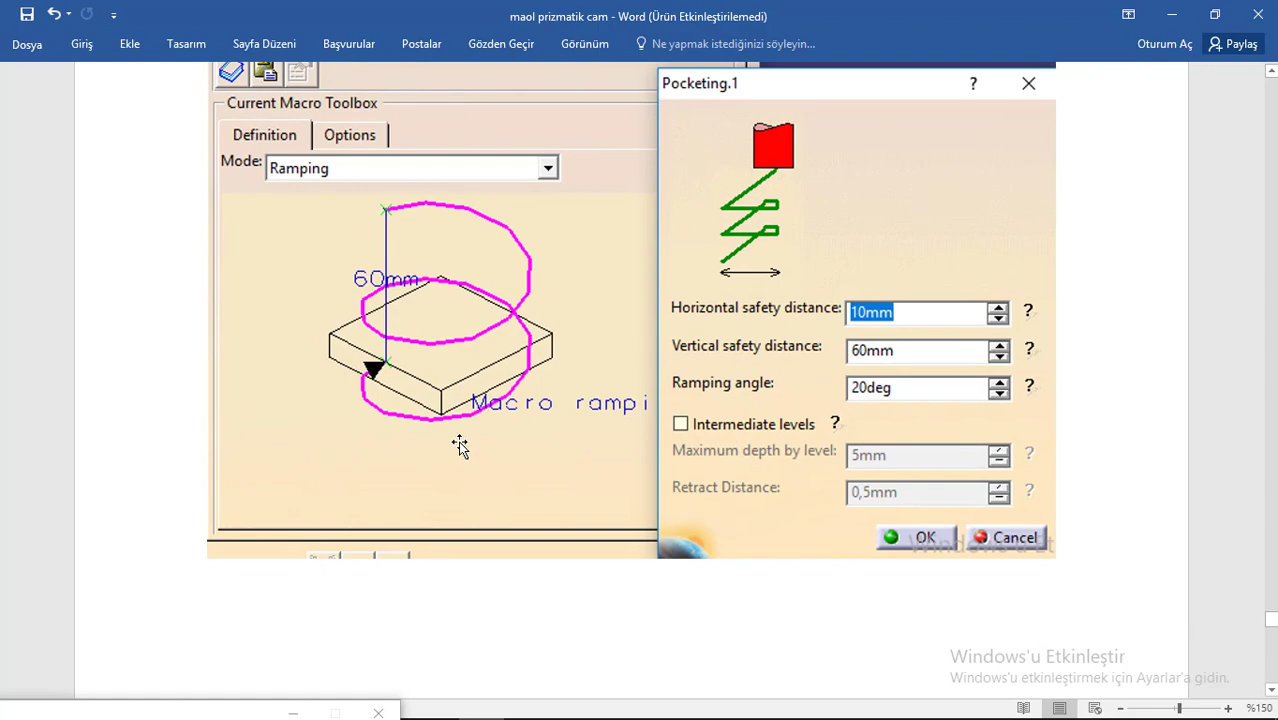 maol prizmatik cam - Word (Ürün Etkinleştirilemedi)
Dosya Giriş Ekle Tasarım Sayfa Düzeni Başvurular Postalar Gözden Geçir Görünüm Ne yapmak istediğinizi söyleyin... Oturum Aç Paylaş
Current Macro Toolbox
Definition Options
Mode: Ramping
60mm
Macro rampi
Pocketing.1 ?
Horizontal safety distance: 10mm ?
Vertical safety distance: 60mm ?
Ramping angle: 20deg ?
Intermediate levels ?
Maximum depth by level: 5mm ?
Retract Distance: 0,5mm ?
OK Cancel
Windows'u Et
Windows'u Etkinleştir
Windows'u etkinleştirmek için Ayarlar'a gidin.
%150